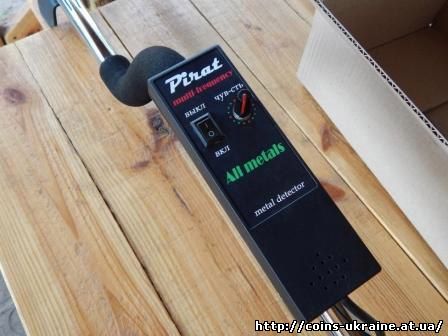 Pirat
multi-frequency
чув-сть
выкл
вкл
All metals
metal detector
http://coins-ukraine.at.ua/